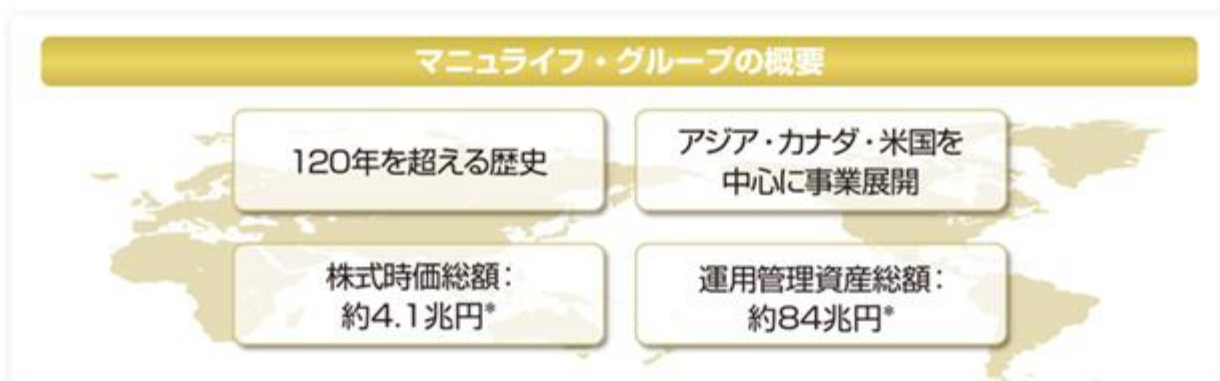 マニュライフ・グループの概要
120年を超える歴史
アジア・カナダ・米国を
中心に事業展開
株式時価総額：
約4.1兆円*
運用管理資産総額：
約84兆円*